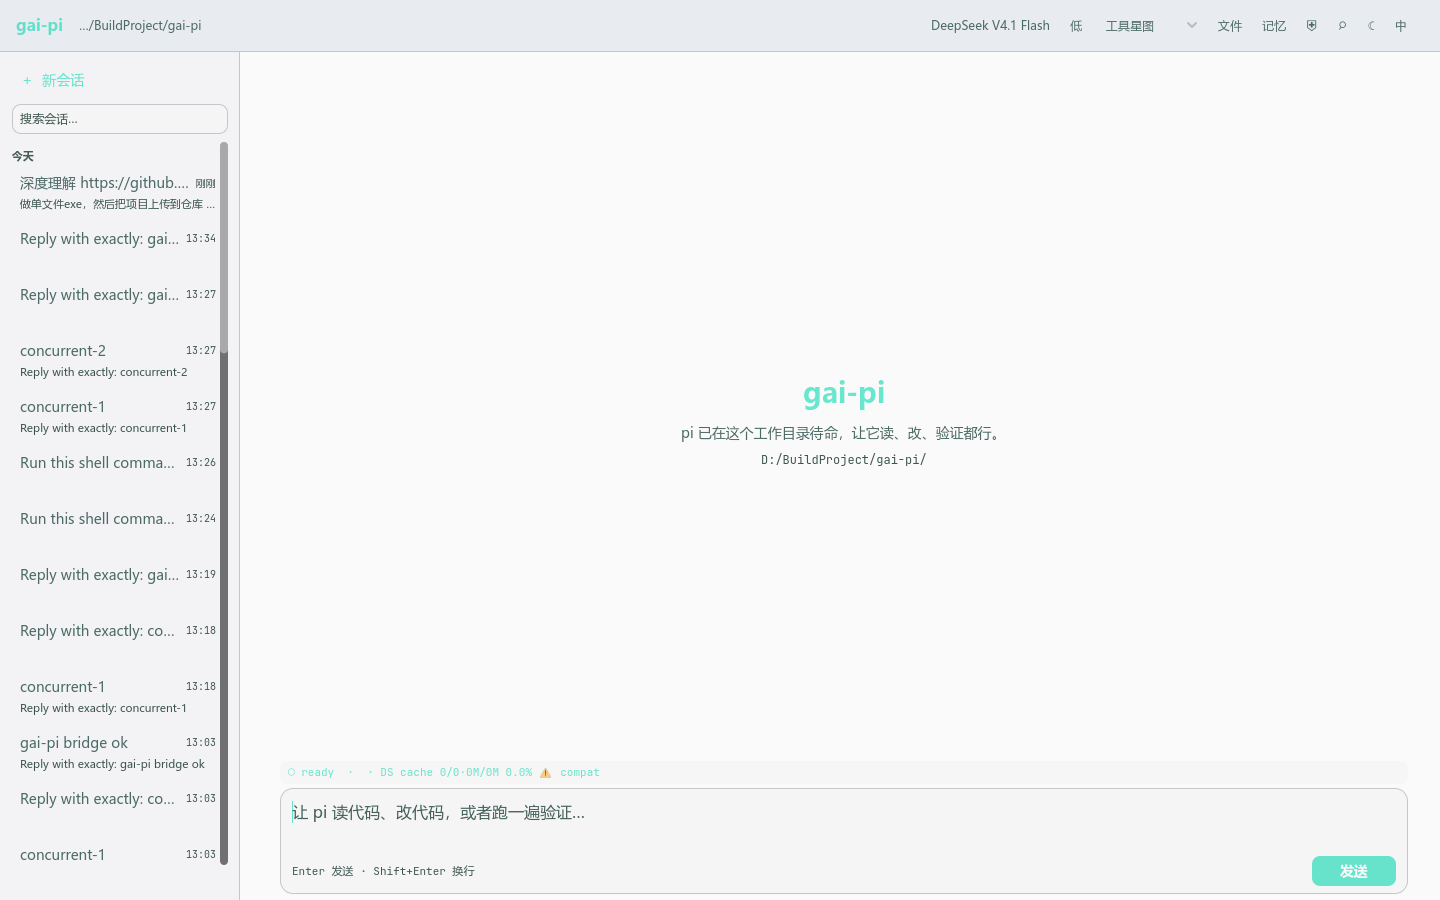 gai-pi .../BuildProject/gai-pi DeepSeek V4.1 Flash 低 工具星图 文件 记忆 中
+ 新会话
搜索会话...
今天
深度理解 https://github.... 刚刚
做单文件exe，然后把项目上传到仓库 ...
Reply with exactly: gai... 13:34
Reply with exactly: gai... 13:27
concurrent-2 13:27
Reply with exactly: concurrent-2
concurrent-1 13:27
Reply with exactly: concurrent-1
Run this shell comma... 13:26
Run this shell comma... 13:24
Reply with exactly: gai... 13:19
Reply with exactly: co... 13:18
concurrent-1 13:18
Reply with exactly: concurrent-1
gai-pi bridge ok 13:03
Reply with exactly: gai-pi bridge ok
Reply with exactly: co... 13:03
concurrent-1 13:03
gai-pi
pi 已在这个工作目录待命，让它读、改、验证都行。
D:/BuildProject/gai-pi/
○ ready · · DS cache 0/0·0M/0M 0.0% ⚠️ compat
让 pi 读代码、改代码，或者跑一遍验证...
Enter 发送 · Shift+Enter 换行
发送